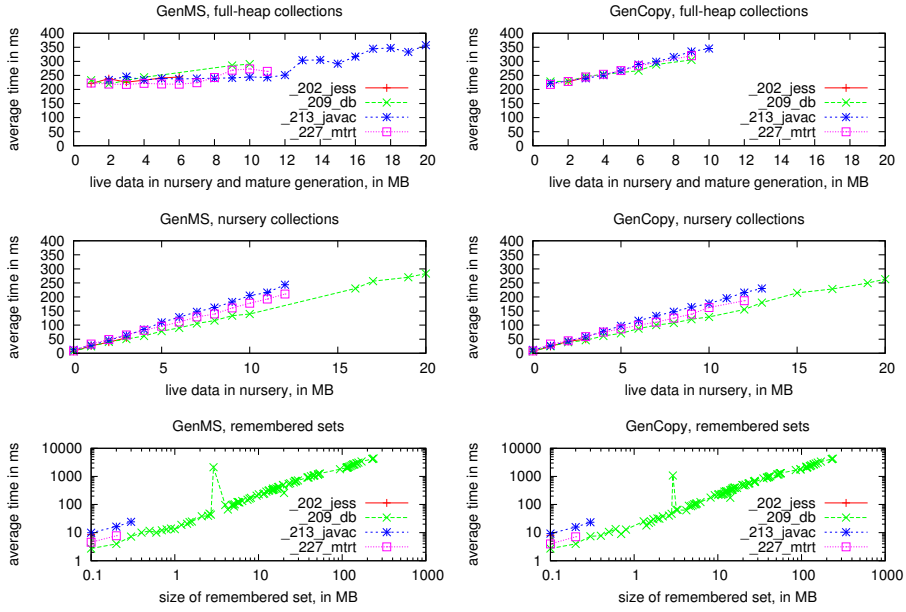 GenMS, full-heap collections
average time in ms
400
350
300
250
200
150
100
50
0
_202_jess
_209_db
_213_javac
_227_mtrt
0 2 4 6 8 10 12 14 16 18 20
live data in nursery and mature generation, in MB
GenCopy, full-heap collections
average time in ms
400
350
300
250
200
150
100
50
0
_202_jess
_209_db
_213_javac
_227_mtrt
0 2 4 6 8 10 12 14 16 18 20
live data in nursery and mature generation, in MB
GenMS, nursery collections
average time in ms
400
350
300
250
200
150
100
50
0
0 5 10 15 20
live data in nursery, in MB
GenCopy, nursery collections
average time in ms
400
350
300
250
200
150
100
50
0
0 5 10 15 20
live data in nursery, in MB
GenMS, remembered sets
average time in ms
10000
1000
100
10
1
_202_jess
_209_db
_213_javac
_227_mtrt
0.1 1 10 100 1000
size of remembered set, in MB
GenCopy, remembered sets
average time in ms
10000
1000
100
10
1
_202_jess
_209_db
_213_javac
_227_mtrt
0.1 1 10 100 1000
size of remembered set, in MB